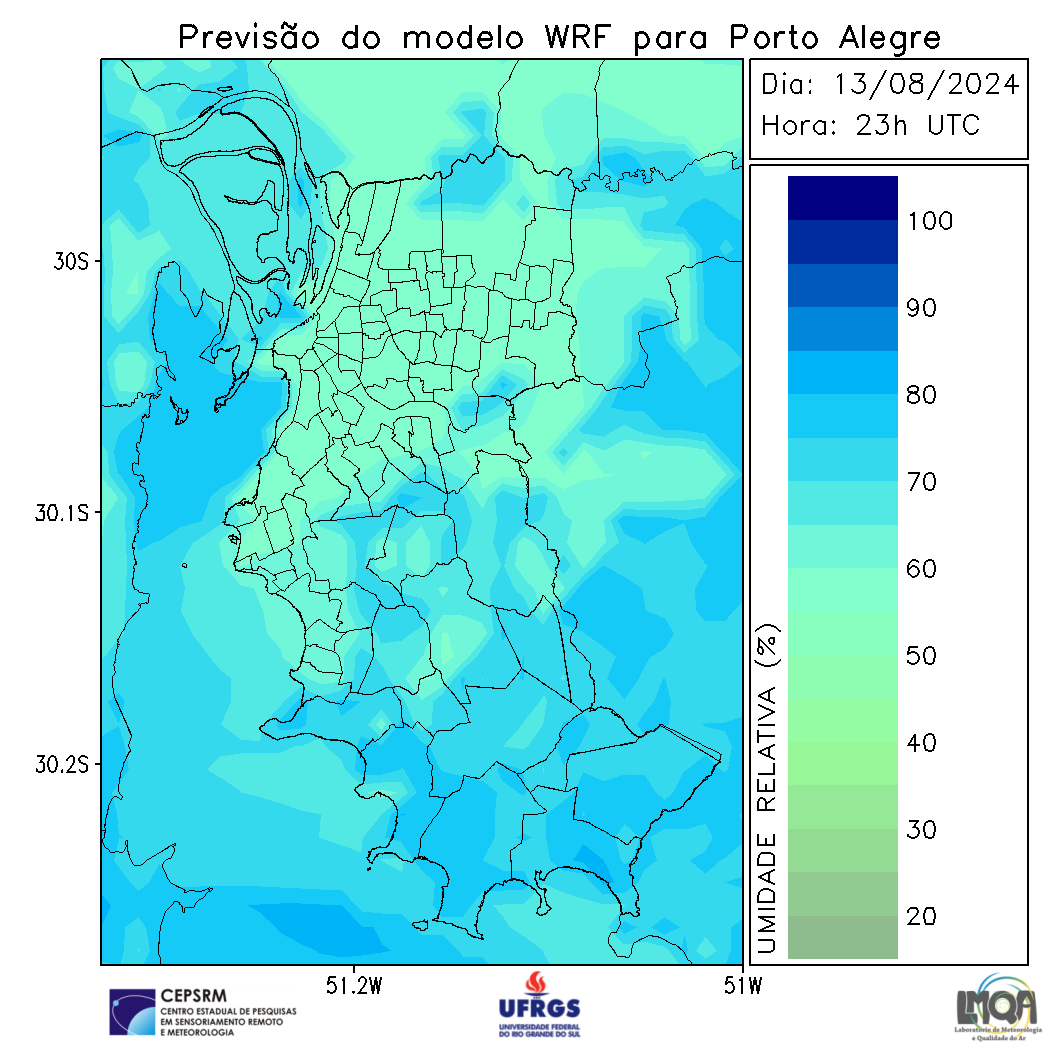 Previsão do modelo WRF para Porto Alegre
Dia: 13/08/2024
Hora: 23h UTC
100
90
80
70
60
50
40
30
20
UMIDADE RELATIVA (%)
30S
30.1S
30.2S
51.2W
51W
CEPSRM
CENTRO ESTADUAL DE PESQUISAS
EM SENSORIAMENTO REMOTO
E METEOROLOGIA
UFRGS
UNIVERSIDADE FEDERAL
DO RIO GRANDE DO SUL
LMQA
Laboratório de Meteorologia
e Qualidade do Ar